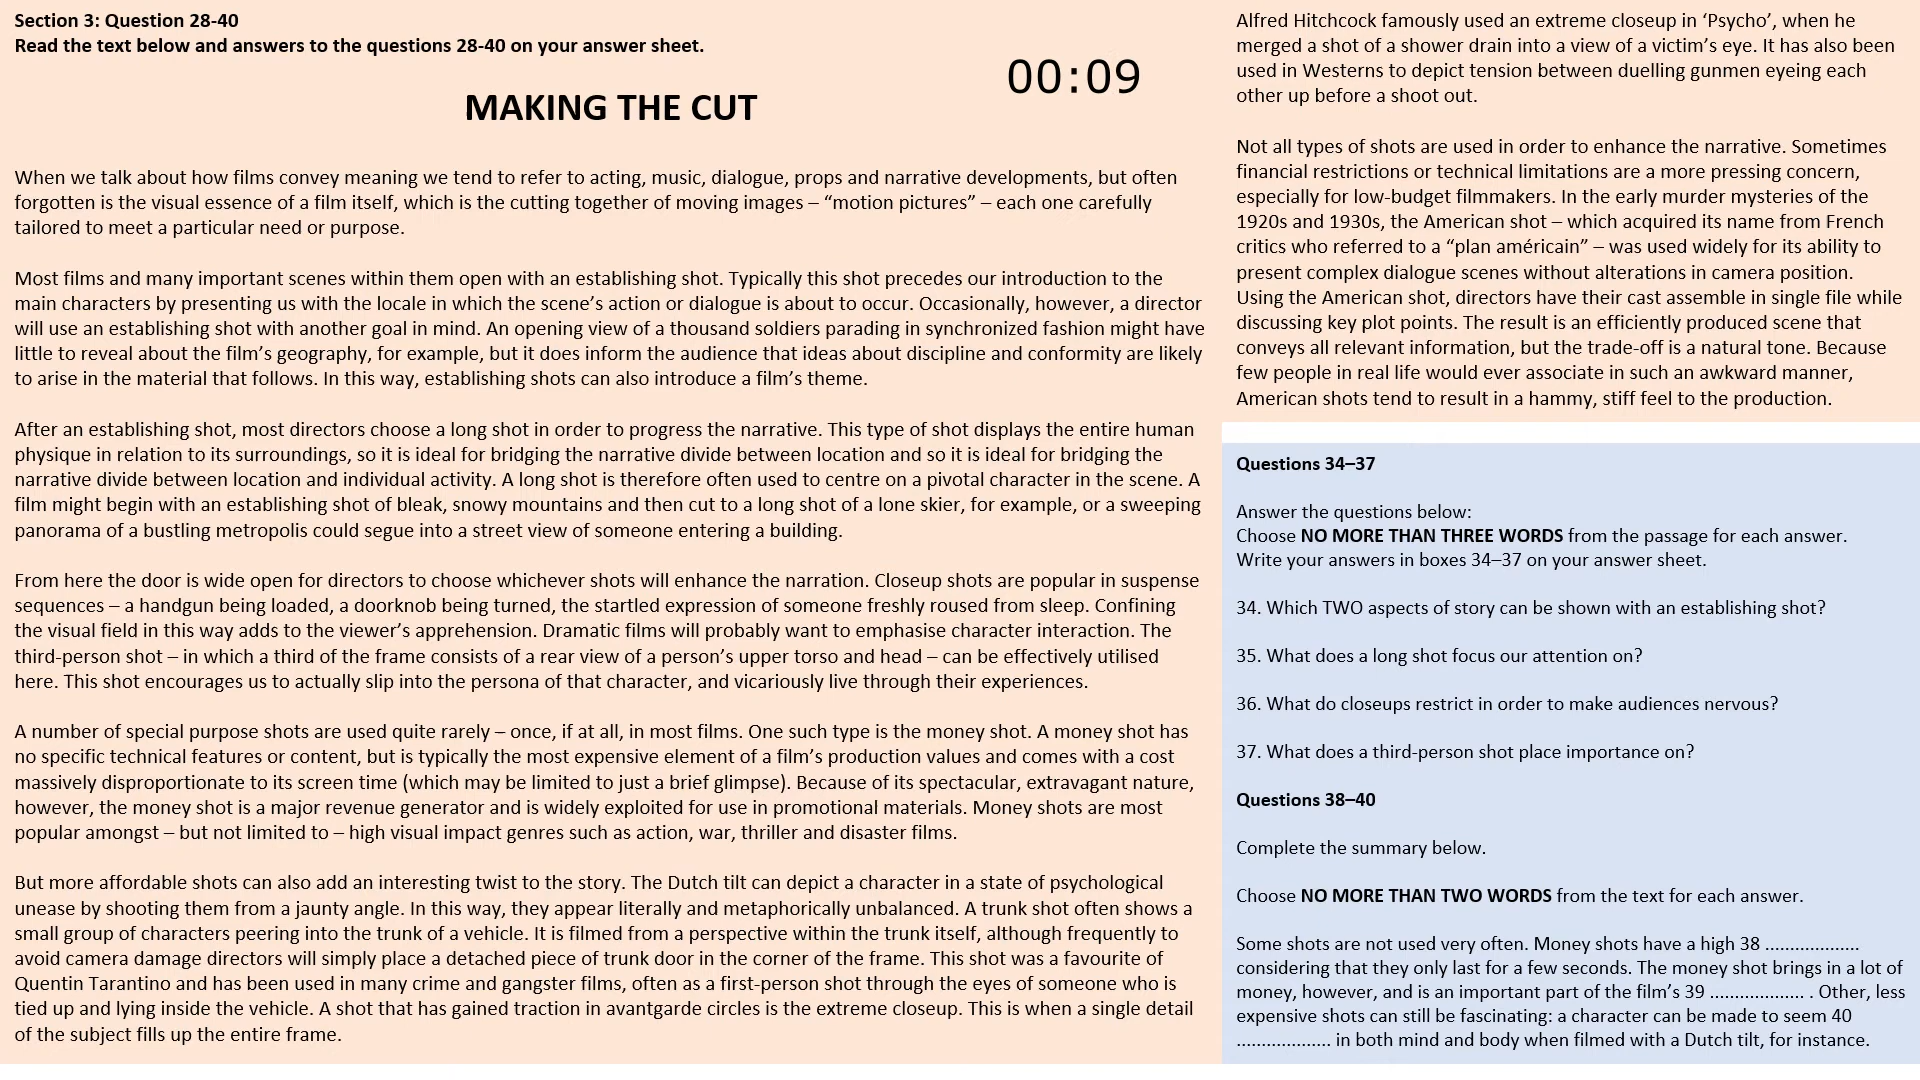 Section 3: Question 28-40
Read the text below and answers to the questions 28-40 on your answer sheet.
00:09
MAKING THE CUT
When we talk about how films convey meaning we tend to refer to acting, music, dialogue, props and narrative developments, but often
forgotten is the visual essence of a film itself, which is the cutting together of moving images – “motion pictures” – each one carefully
tailored to meet a particular need or purpose.
Most films and many important scenes within them open with an establishing shot. Typically this shot precedes our introduction to the
main characters by presenting us with the locale in which the scene’s action or dialogue is about to occur. Occasionally, however, a director
will use an establishing shot with another goal in mind. An opening view of a thousand soldiers parading in synchronized fashion might have
little to reveal about the film’s geography, for example, but it does inform the audience that ideas about discipline and conformity are likely
to arise in the material that follows. In this way, establishing shots can also introduce a film’s theme.
After an establishing shot, most directors choose a long shot in order to progress the narrative. This type of shot displays the entire human
physique in relation to its surroundings, so it is ideal for bridging the narrative divide between location and so it is ideal for bridging the
narrative divide between location and individual activity. A long shot is therefore often used to centre on a pivotal character in the scene. A
film might begin with an establishing shot of bleak, snowy mountains and then cut to a long shot of a lone skier, for example, or a sweeping
panorama of a bustling metropolis could segue into a street view of someone entering a building.
From here the door is wide open for directors to choose whichever shots will enhance the narration. Closeup shots are popular in suspense
sequences – a handgun being loaded, a doorknob being turned, the startled expression of someone freshly roused from sleep. Confining
the visual field in this way adds to the viewer’s apprehension. Dramatic films will probably want to emphasise character interaction. The
third-person shot – in which a third of the frame consists of a rear view of a person’s upper torso and head – can be effectively utilised
here. This shot encourages us to actually slip into the persona of that character, and vicariously live through their experiences.
A number of special purpose shots are used quite rarely – once, if at all, in most films. One such type is the money shot. A money shot has
no specific technical features or content, but is typically the most expensive element of a film’s production values and comes with a cost
massively disproportionate to its screen time (which may be limited to just a brief glimpse). Because of its spectacular, extravagant nature,
however, the money shot is a major revenue generator and is widely exploited for use in promotional materials. Money shots are most
popular amongst – but not limited to – high visual impact genres such as action, war, thriller and disaster films.
But more affordable shots can also add an interesting twist to the story. The Dutch tilt can depict a character in a state of psychological
unease by shooting them from a jaunty angle. In this way, they appear literally and metaphorically unbalanced. A trunk shot often shows a
small group of characters peering into the trunk of a vehicle. It is filmed from a perspective within the trunk itself, although frequently to
avoid camera damage directors will simply place a detached piece of trunk door in the corner of the frame. This shot was a favourite of
Quentin Tarantino and has been used in many crime and gangster films, often as a first-person shot through the eyes of someone who is
tied up and lying inside the vehicle. A shot that has gained traction in avantgarde circles is the extreme closeup. This is when a single detail
of the subject fills up the entire frame.
Alfred Hitchcock famously used an extreme closeup in ‘Psycho’, when he
merged a shot of a shower drain into a view of a victim’s eye. It has also been
used in Westerns to depict tension between duelling gunmen eyeing each
other up before a shoot out.
Not all types of shots are used in order to enhance the narrative. Sometimes
financial restrictions or technical limitations are a more pressing concern,
especially for low-budget filmmakers. In the early murder mysteries of the
1920s and 1930s, the American shot – which acquired its name from French
critics who referred to a “plan américain” – was used widely for its ability to
present complex dialogue scenes without alterations in camera position.
Using the American shot, directors have their cast assemble in single file while
discussing key plot points. The result is an efficiently produced scene that
conveys all relevant information, but the trade-off is a natural tone. Because
few people in real life would ever associate in such an awkward manner,
American shots tend to result in a hammy, stiff feel to the production.
Questions 34–37
Answer the questions below:
Choose NO MORE THAN THREE WORDS from the passage for each answer.
Write your answers in boxes 34–37 on your answer sheet.
34. Which TWO aspects of story can be shown with an establishing shot?
35. What does a long shot focus our attention on?
36. What do closeups restrict in order to make audiences nervous?
37. What does a third-person shot place importance on?
Questions 38–40
Complete the summary below.
Choose NO MORE THAN TWO WORDS from the text for each answer.
Some shots are not used very often. Money shots have a high 38 ...................
considering that they only last for a few seconds. The money shot brings in a lot of
money, however, and is an important part of the film’s 39 ................... . Other, less
expensive shots can still be fascinating: a character can be made to seem 40
................... in both mind and body when filmed with a Dutch tilt, for instance.